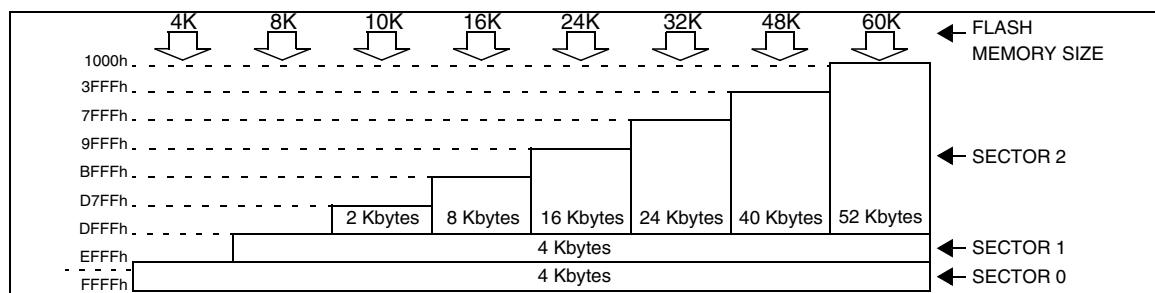 4K 8K 10K 16K 24K 32K 48K 60K
FLASH
MEMORY SIZE
1000h
3FFFh
7FFFh
9FFFh
BFFFh
SECTOR 2
D7FFh
2 Kbytes 8 Kbytes 16 Kbytes 24 Kbytes 40 Kbytes 52 Kbytes
DFFFh
4 Kbytes
SECTOR 1
EFFFh
4 Kbytes
SECTOR 0
FFFFh